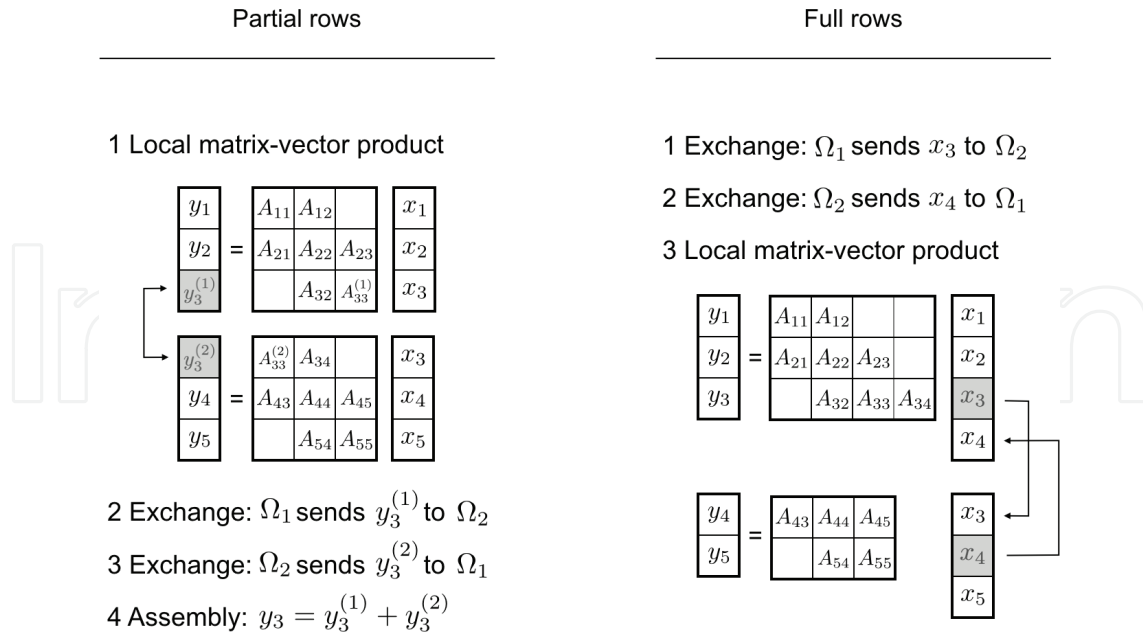 Partial rows
1 Local matrix-vector product
y₁ A₁₁ A₁₂ x₁
y₂ = A₂₁ A₂₂ A₂₃ x₂
y₃⁽¹⁾ A₃₂ A₃₃⁽¹⁾ x₃
y₃⁽²⁾ A₃₃⁽²⁾ A₃₄ x₃
y₄ = A₄₃ A₄₄ A₄₅ x₄
y₅ A₅₄ A₅₅ x₅
2 Exchange: Ω₁ sends y₃⁽¹⁾ to Ω₂
3 Exchange: Ω₂ sends y₃⁽²⁾ to Ω₁
4 Assembly: y₃ = y₃⁽¹⁾ + y₃⁽²⁾
Full rows
1 Exchange: Ω₁ sends x₃ to Ω₂
2 Exchange: Ω₂ sends x₄ to Ω₁
3 Local matrix-vector product
y₁ A₁₁ A₁₂ x₁
y₂ = A₂₁ A₂₂ A₂₃ x₂
y₃ A₃₂ A₃₃ A₃₄ x₃
x₄
y₄ = A₄₃ A₄₄ A₄₅ x₃
y₅ A₅₄ A₅₅ x₄
x₅